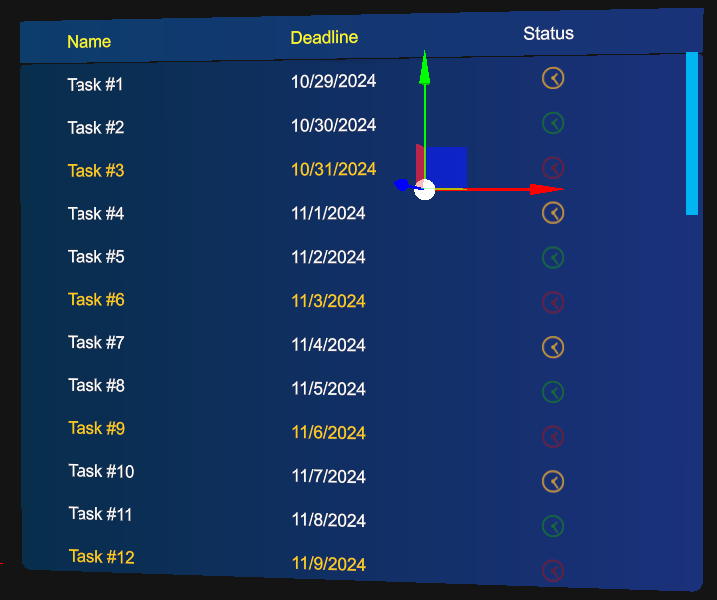 Name Deadline Status
Task #1 10/29/2024
Task #2 10/30/2024
Task #3 10/31/2024
Task #4 11/1/2024
Task #5 11/2/2024
Task #6 11/3/2024
Task #7 11/4/2024
Task #8 11/5/2024
Task #9 11/6/2024
Task #10 11/7/2024
Task #11 11/8/2024
Task #12 11/9/2024